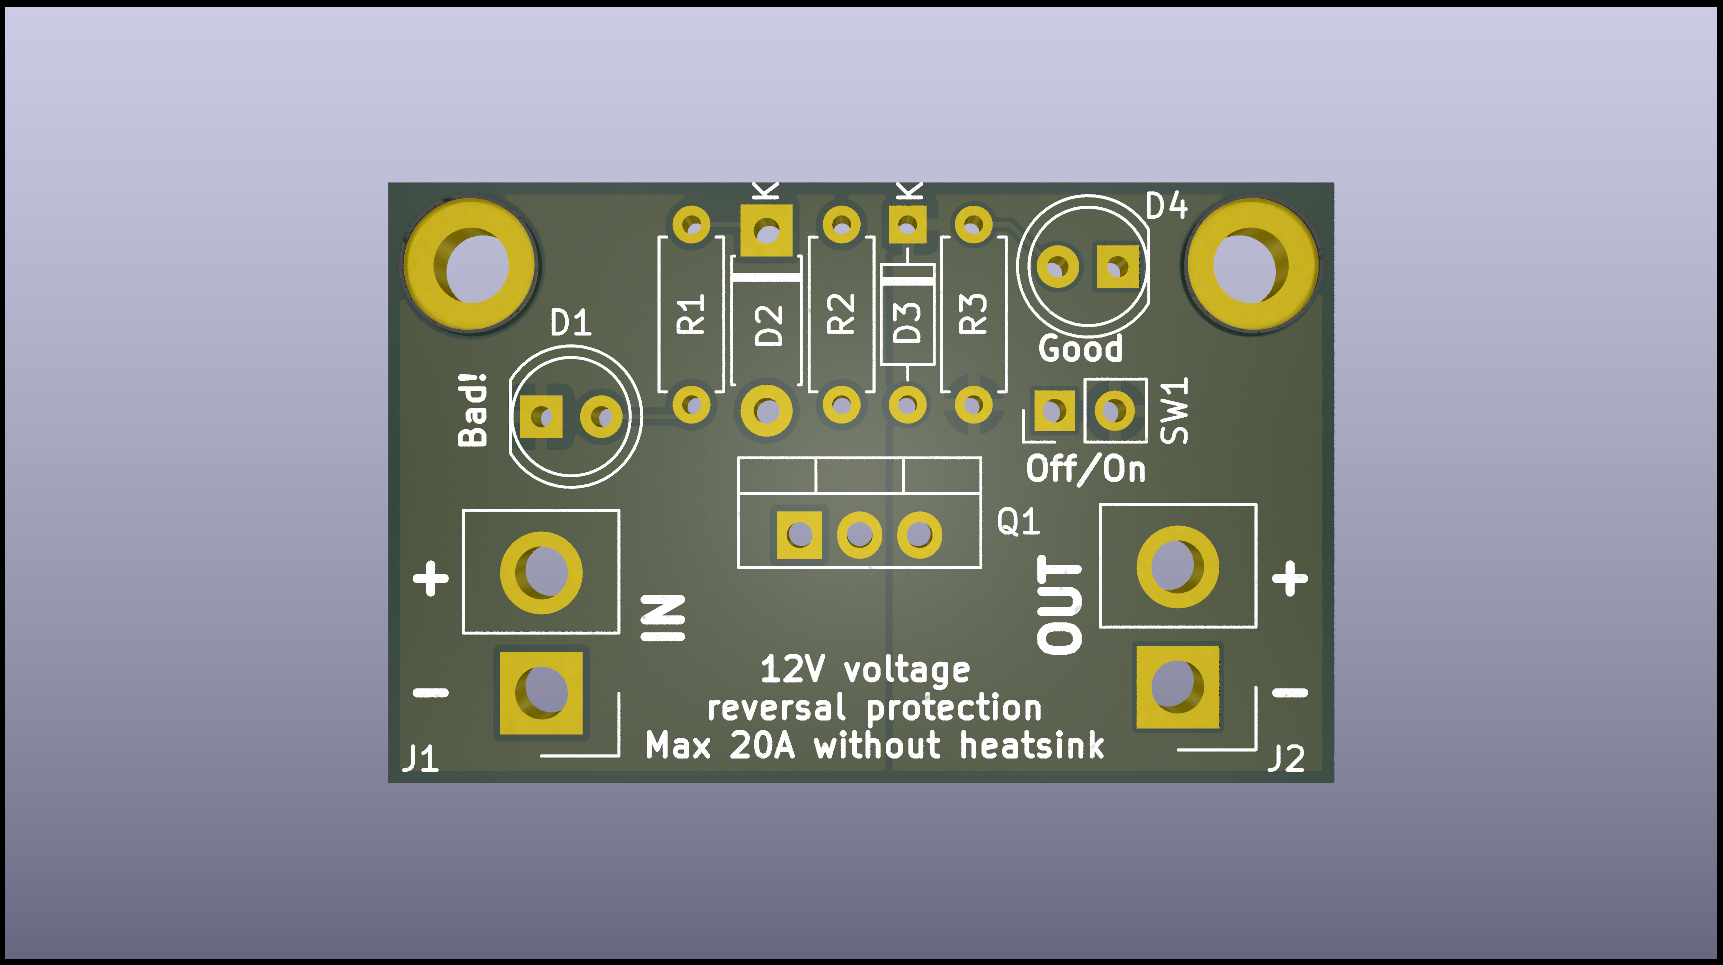 K
K
D4
D1
R1
D2
R2
D3
R3
Good
Bad!
SW1
Off/On
Q1
+
IN
OUT
+
12V voltage
-
reversal protection
-
Max 20A without heatsink
J1
J2